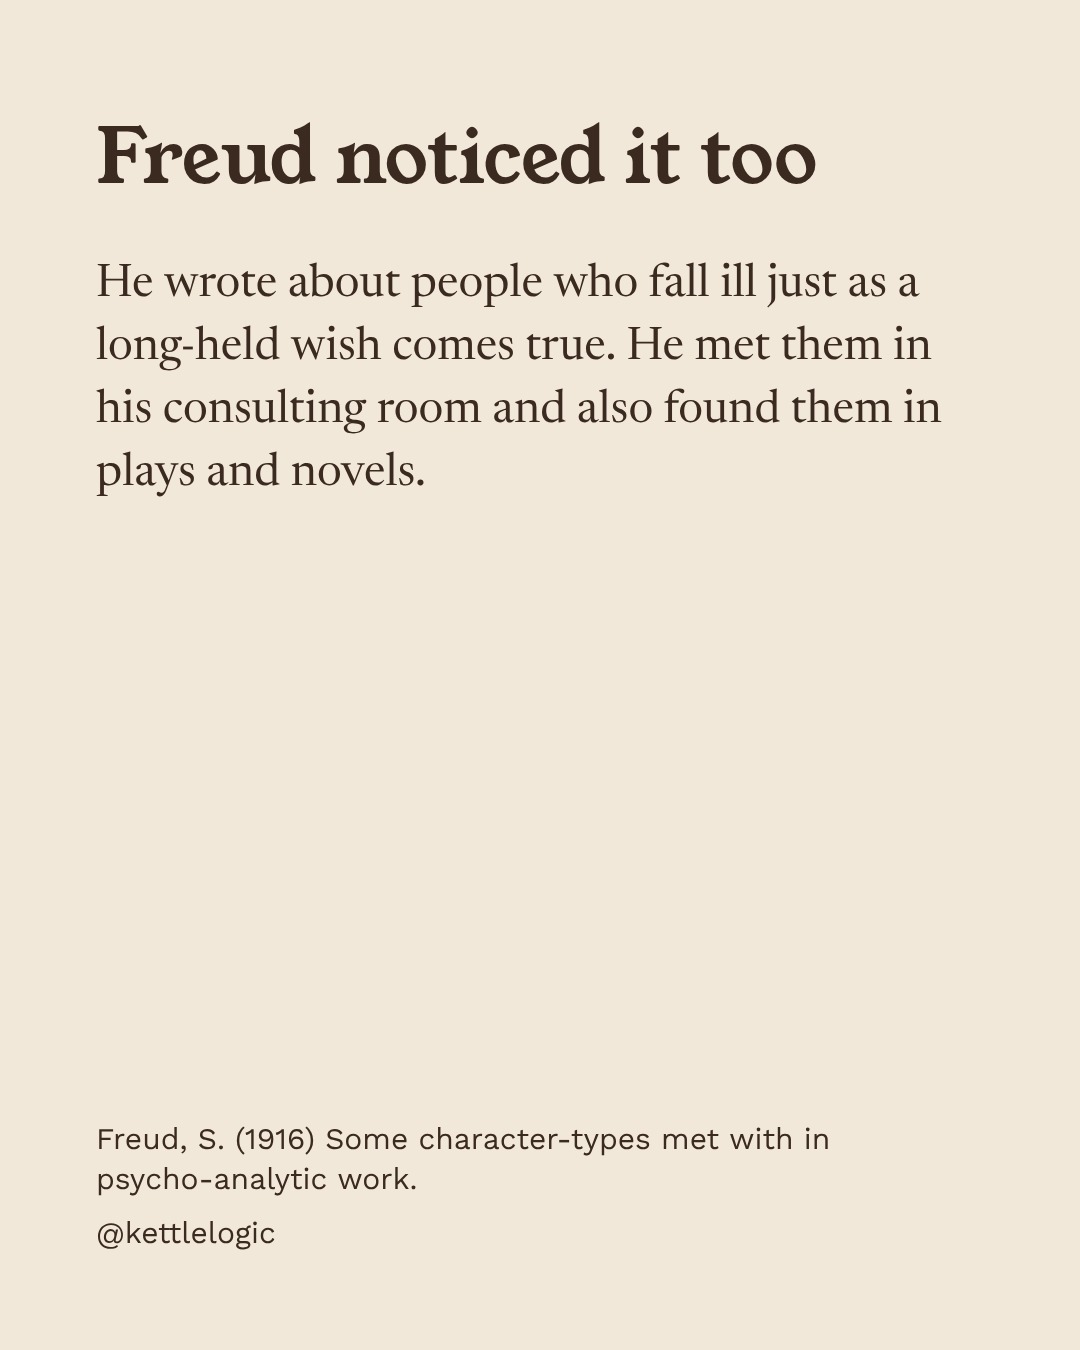 Freud noticed it too
He wrote about people who fall ill just as a
long-held wish comes true. He met them in
his consulting room and also found them in
plays and novels.
Freud, S. (1916) Some character-types met with in
psycho-analytic work.
@kettlelogic